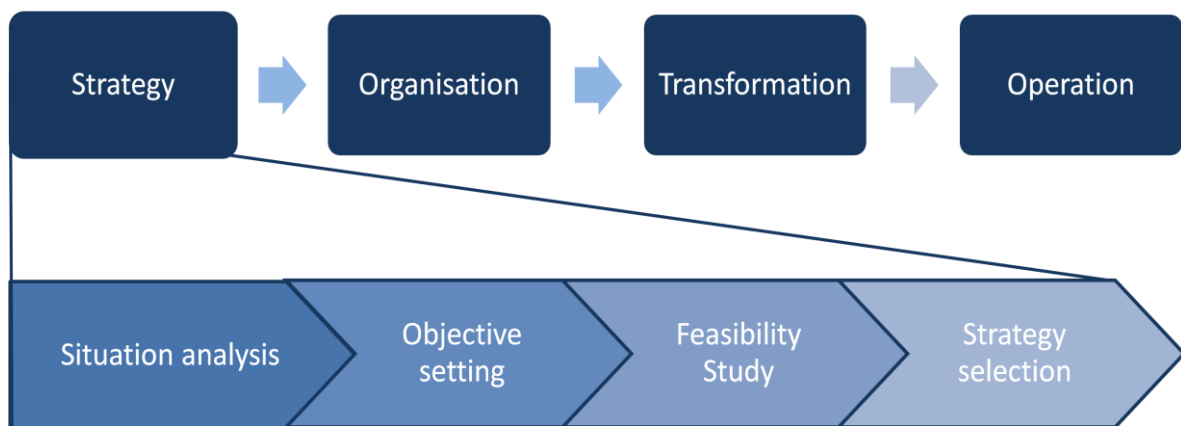 Strategy
Organisation
Transformation
Operation
Situation analysis
Objective
setting
Feasibility
Study
Strategy
selection